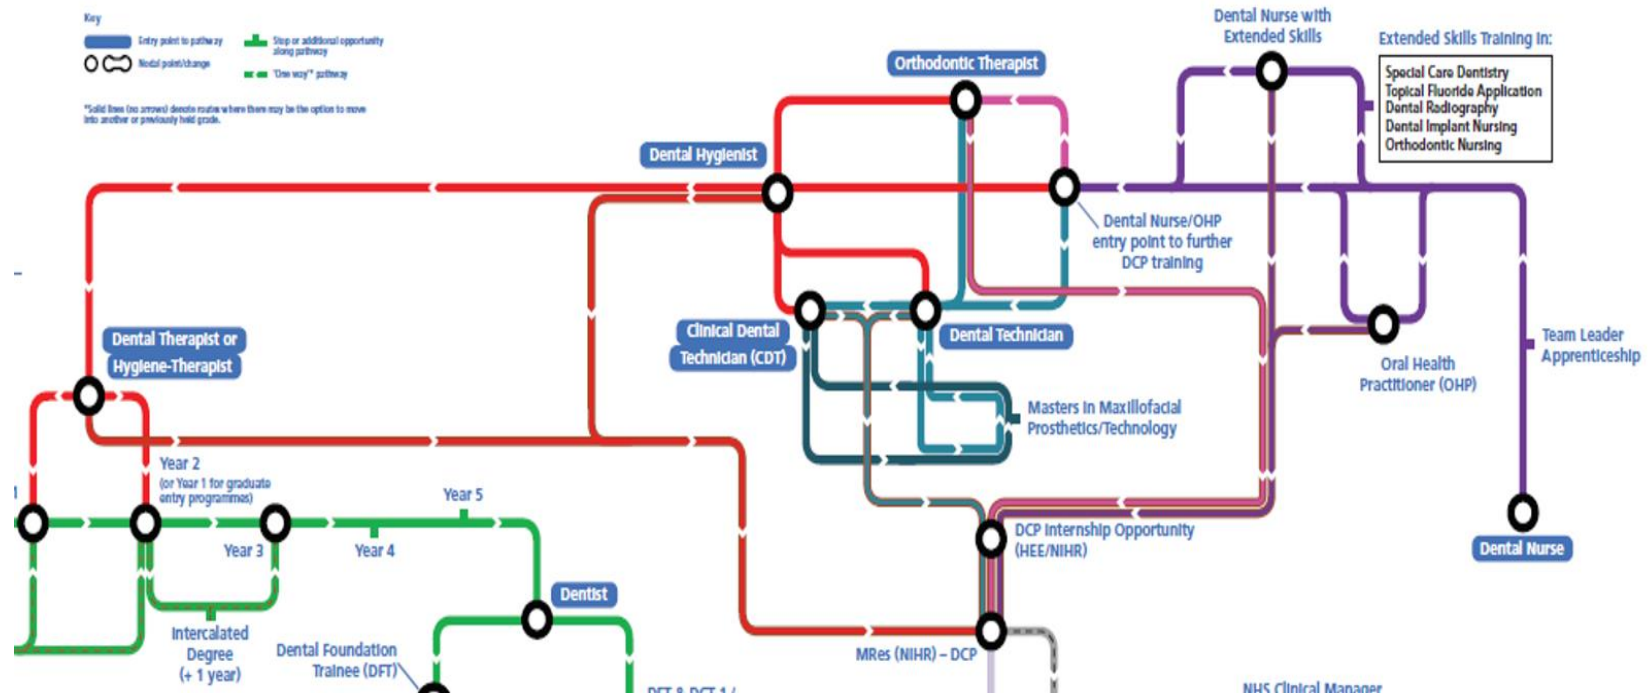 Key
Entry point to pathway
Nodal point/change
Stop or additional opportunity
along pathway
'One way'* pathway
*Solid lines (no arrows) denote routes where there may be the option to move
into another or previously held grade.
Dental Nurse with
Extended Skills
Extended Skills Training in:
Special Care Dentistry
Topical Fluoride Application
Dental Radiography
Dental Implant Nursing
Orthodontic Nursing
Orthodontic Therapist
Dental Hygienist
Dental Nurse/OHP
entry point to further
DCP training
Dental Therapist or
Hygiene-Therapist
Clinical Dental
Technician (CDT)
Dental Technician
Team Leader
Apprenticeship
Oral Health
Practitioner (OHP)
Masters in Maxillofacial
Prosthetics/Technology
Year 2
(or Year 1 for graduate
entry programmes)
Year 5
Year 3
Year 4
DCP Internship Opportunity
(HEE/NIHR)
Dental Nurse
Dentist
Intercalated
Degree
(+ 1 year)
Dental Foundation
Trainee (DFT)
MRes (NIHR) – DCP
NHS Clinical Manager